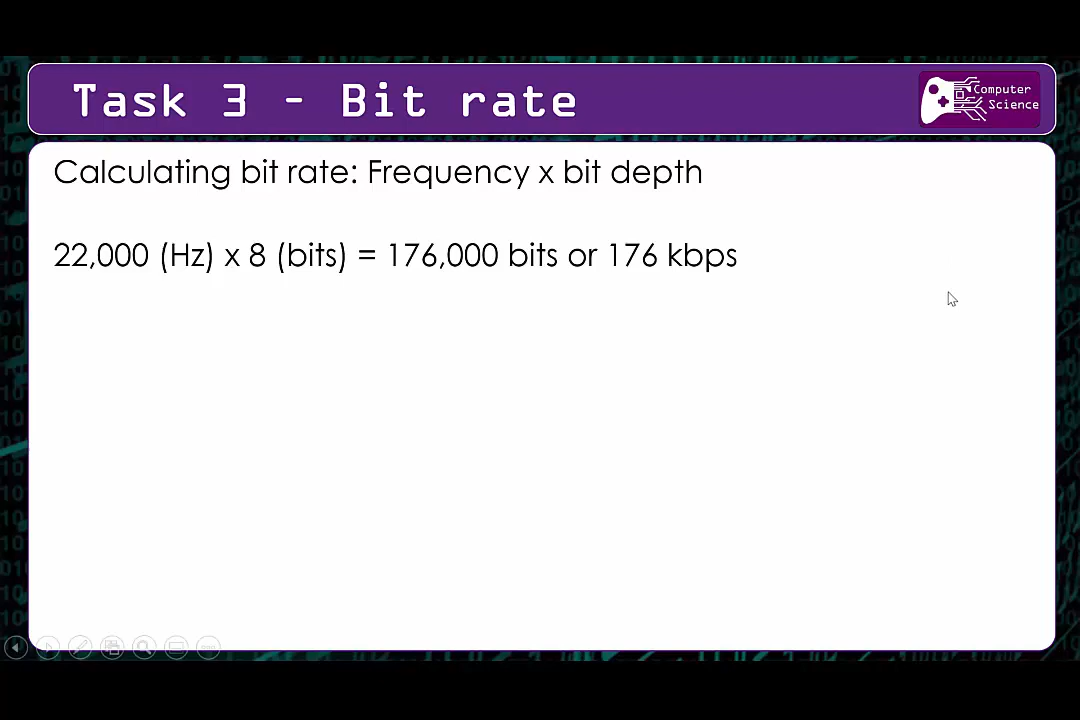 Task 3 - Bit rate
Computer
Science
Calculating bit rate: Frequency x bit depth
22,000 (Hz) x 8 (bits) = 176,000 bits or 176 kbps